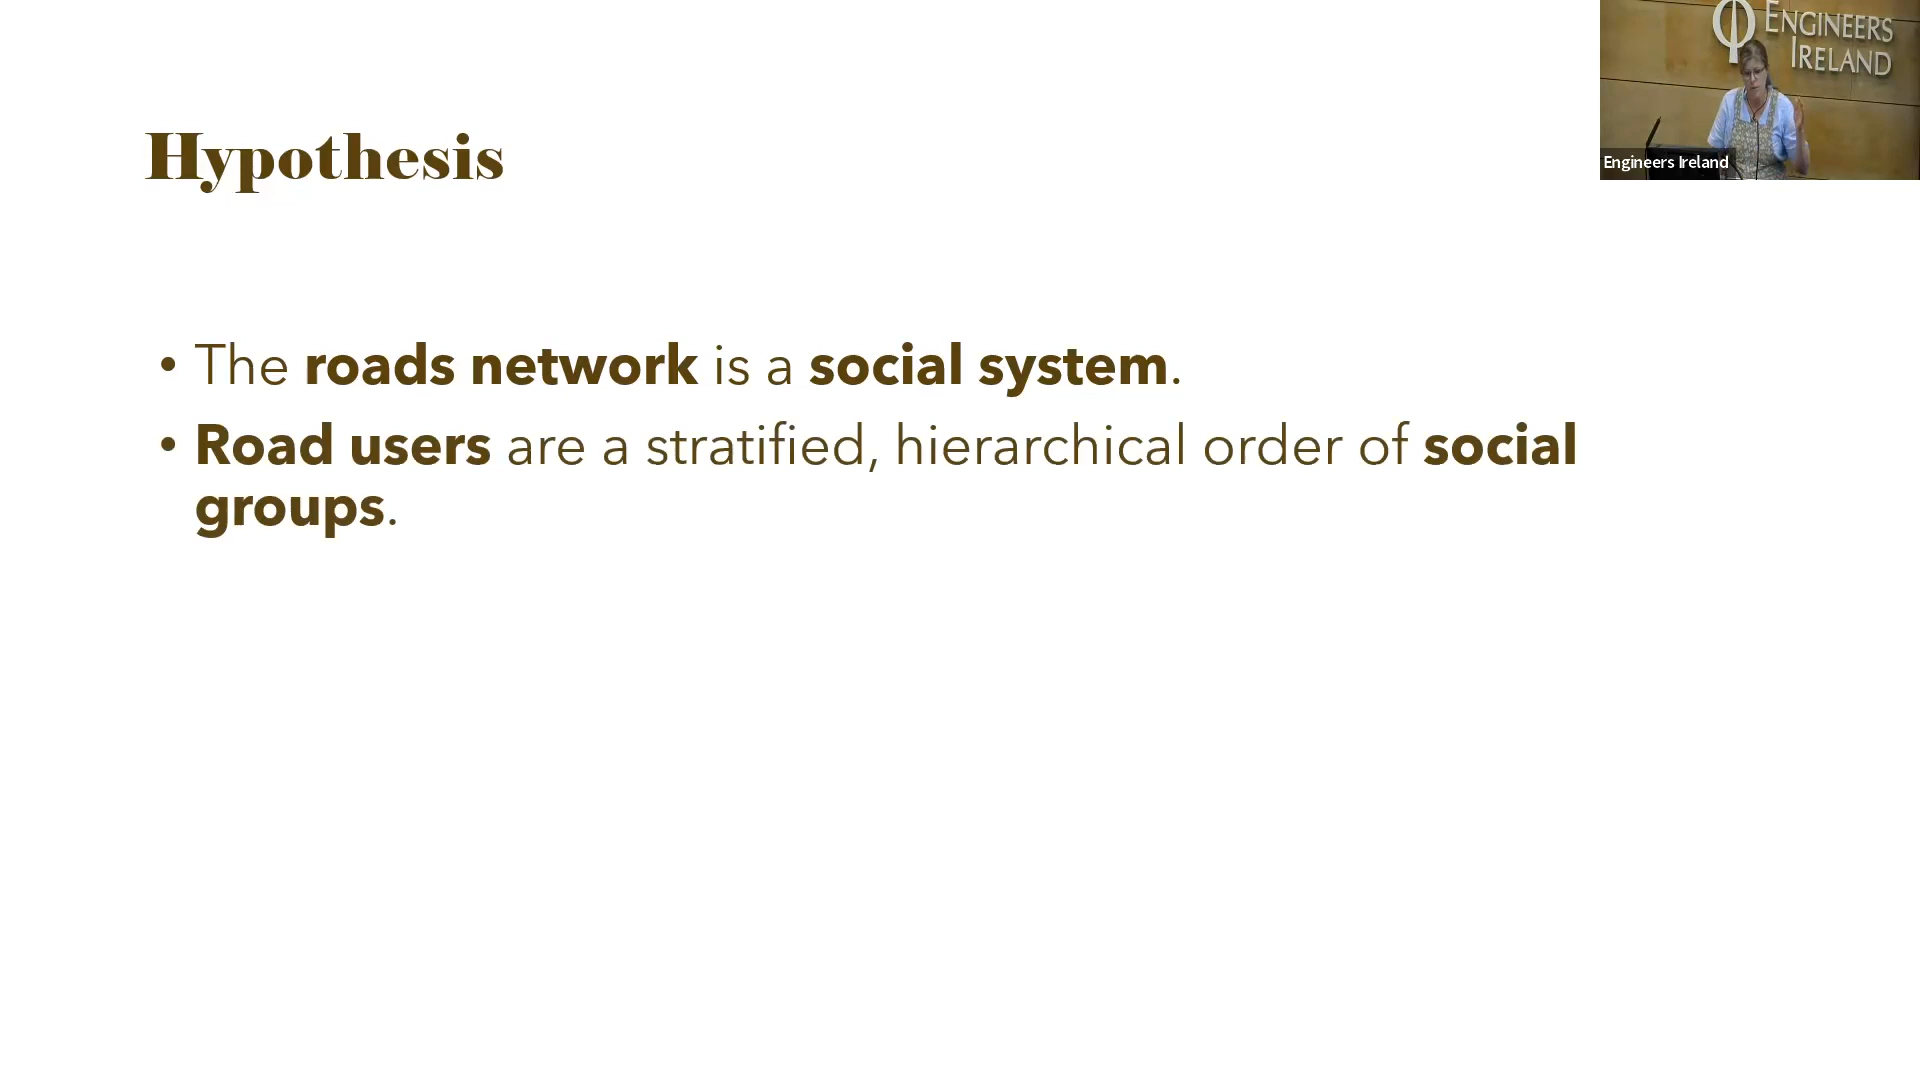 Hypothesis
• The roads network is a social system.
• Road users are a stratified, hierarchical order of social
groups.
ENGINEERS
IRELAND
Engineers Ireland